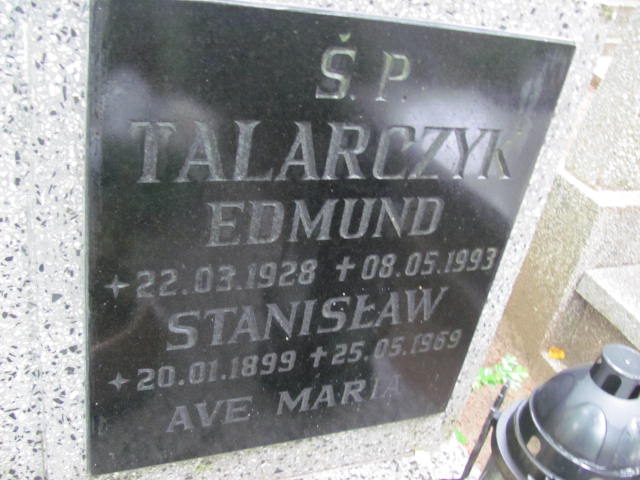 Ś.P.
TALARCZYK
EDMUND
✦22.03.1928 ✝08.05.1993
STANISŁAW
✦20.01.1899 ✝25.05.1969
AVE MARIA